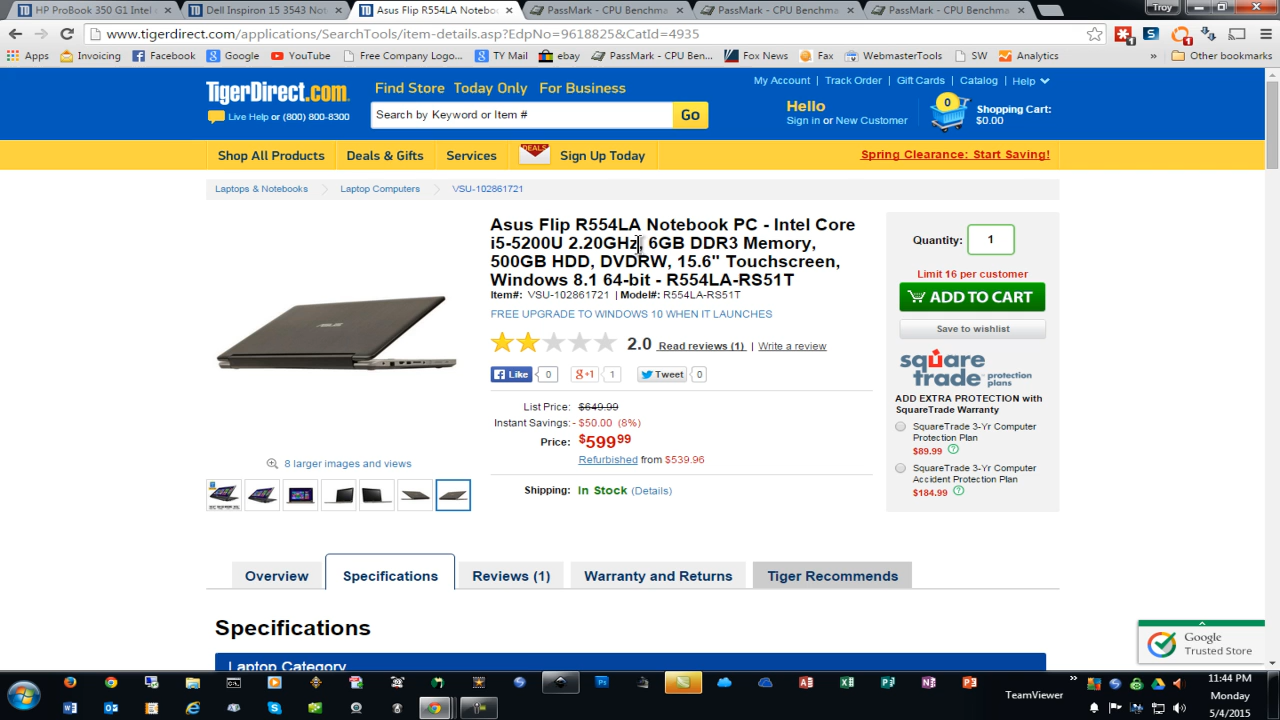 HP ProBook 350 G1 Intel
Dell Inspiron 15 3543 Not
Asus Flip R554LA Noteboo
PassMark - CPU Benchma
PassMark - CPU Benchma
PassMark - CPU Benchma
Troy
www.tigerdirect.com/applications/SearchTools/item-details.asp?EdpNo=9618825&CatId=4935
Apps
Invoicing
Facebook
Google
YouTube
Free Company Logo...
TY Mail
ebay
PassMark - CPU Ben...
Fox News
Fax
WebmasterTools
SW
Analytics
»
Other bookmarks
TigerDirect.com
Live Help or (800) 800-8300
Find Store
Today Only
For Business
Search by Keyword or Item #
Go
My Account | Track Order | Gift Cards | Catalog | Help
Hello
Sign in or New Customer
0
Shopping Cart:
$0.00
Shop All Products
Deals & Gifts
Services
DEALS
Sign Up Today
Spring Clearance: Start Saving!
Laptops & Notebooks
Laptop Computers
VSU-102861721
Asus Flip R554LA Notebook PC - Intel Core
i5-5200U 2.20GHz, 6GB DDR3 Memory,
500GB HDD, DVDRW, 15.6" Touchscreen,
Windows 8.1 64-bit - R554LA-RS51T
Item#: VSU-102861721 | Model#: R554LA-RS51T
FREE UPGRADE TO WINDOWS 10 WHEN IT LAUNCHES
2.0 Read reviews (1) | Write a review
Like 0
g+1 1
Tweet 0
List Price: $649.99
Instant Savings: - $50.00 (8%)
Price: $599.99
Refurbished from $539.96
Shipping: In Stock (Details)
8 larger images and views
Quantity: 1
Limit 16 per customer
ADD TO CART
Save to wishlist
square
trade protection
plans
ADD EXTRA PROTECTION with
SquareTrade Warranty
SquareTrade 3-Yr Computer
Protection Plan
$89.99
SquareTrade 3-Yr Computer
Accident Protection Plan
$184.99
Overview
Specifications
Reviews (1)
Warranty and Returns
Tiger Recommends
Specifications
Laptop Category
Google
Trusted Store
TeamViewer
»
11:44 PM
Monday
5/4/2015